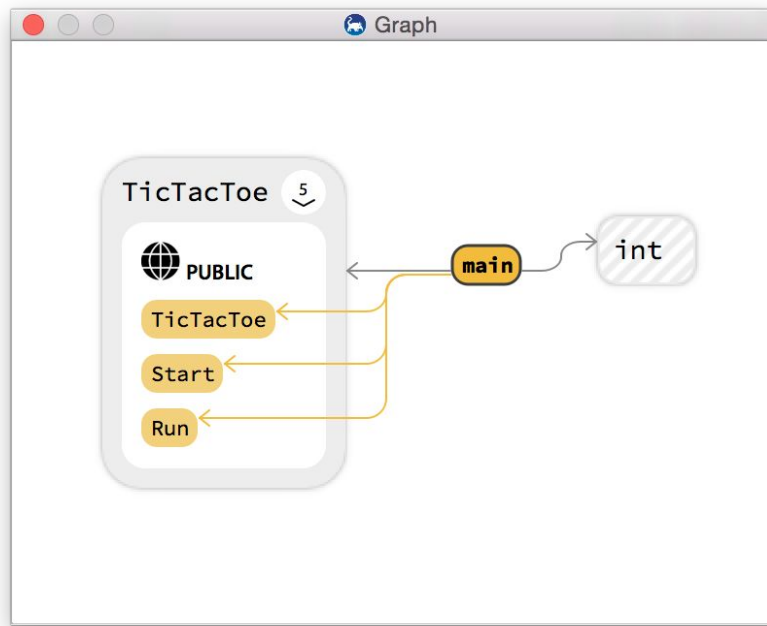 Graph
TicTacToe 5
PUBLIC
TicTacToe
Start
Run
main
int